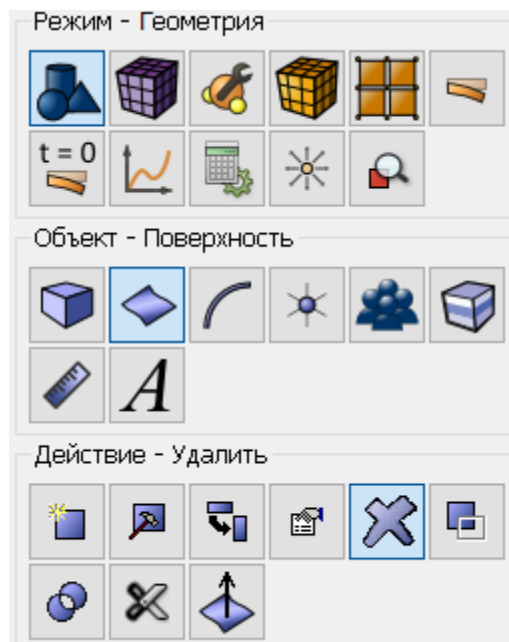 Режим - Геометрия
t = 0
Объект - Поверхность
A
Действие - Удалить